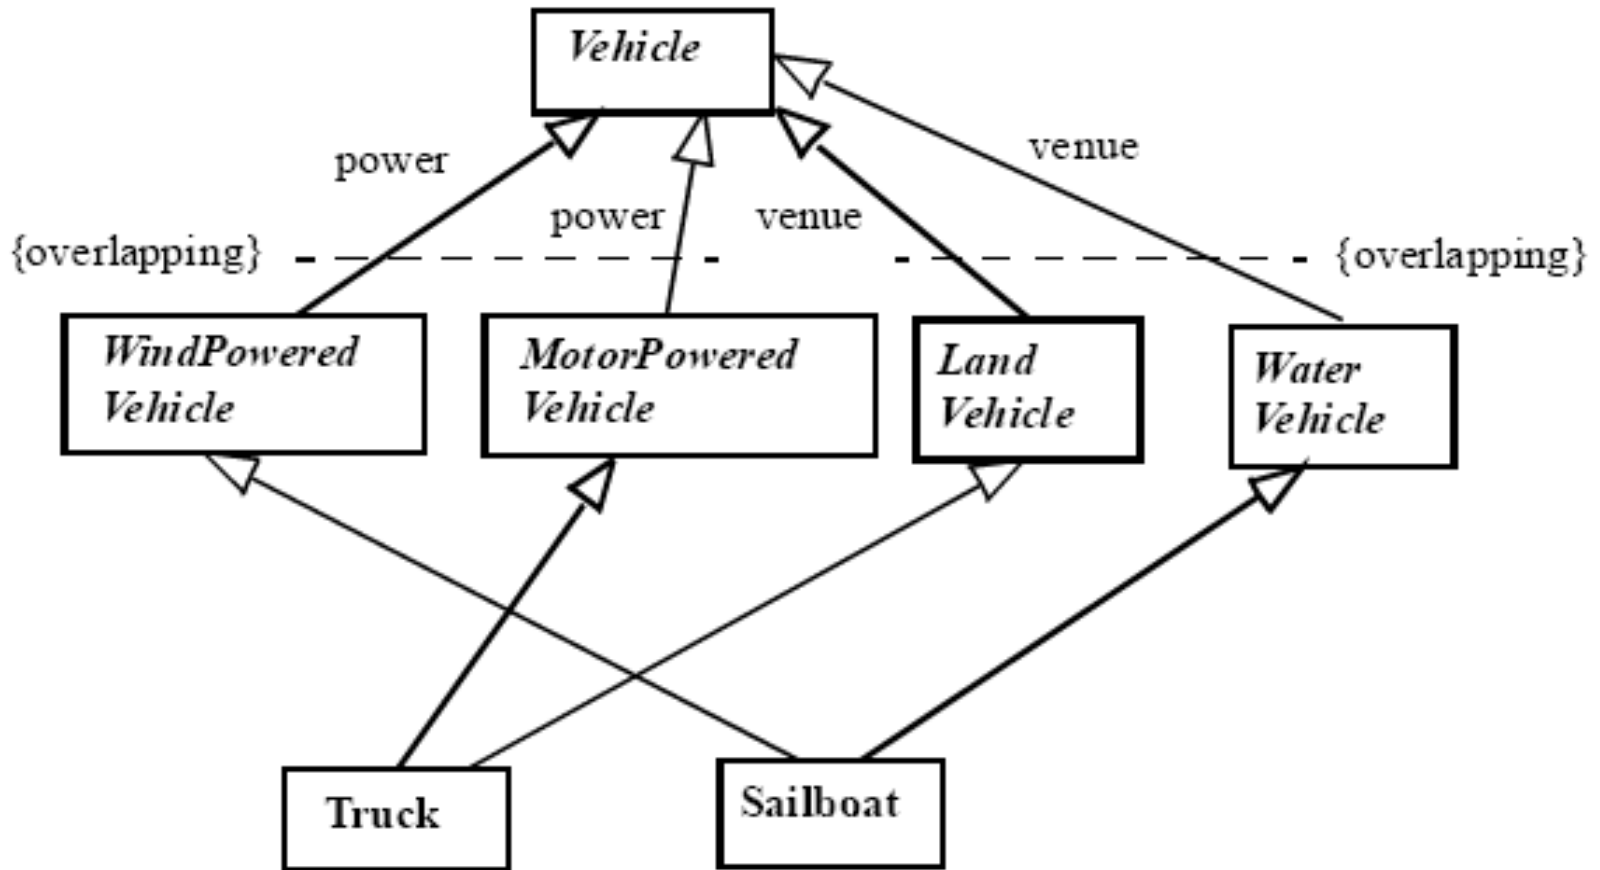 Vehicle
power
venue
power
venue
{overlapping}
{overlapping}
WindPowered
Vehicle
MotorPowered
Vehicle
Land
Vehicle
Water
Vehicle
Truck
Sailboat